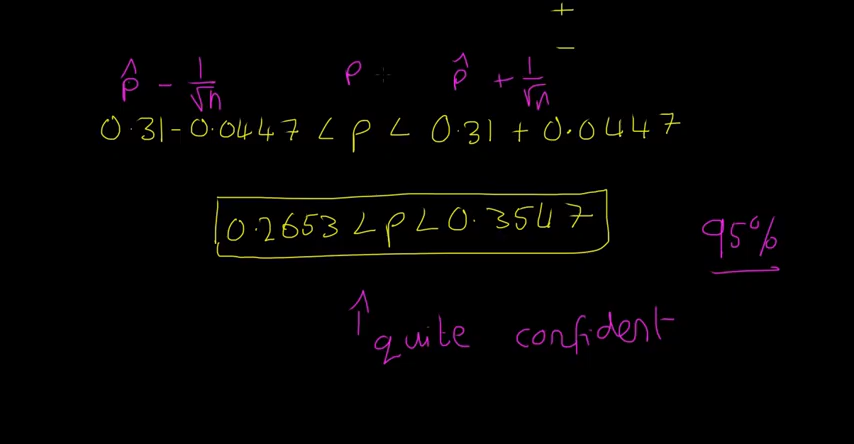 +
−
p̂ − 1/√n p p̂ + 1/√n
0.31 − 0.0447 < p < 0.31 + 0.0447
0.2653 < p < 0.3547
95%
↑ quite confident